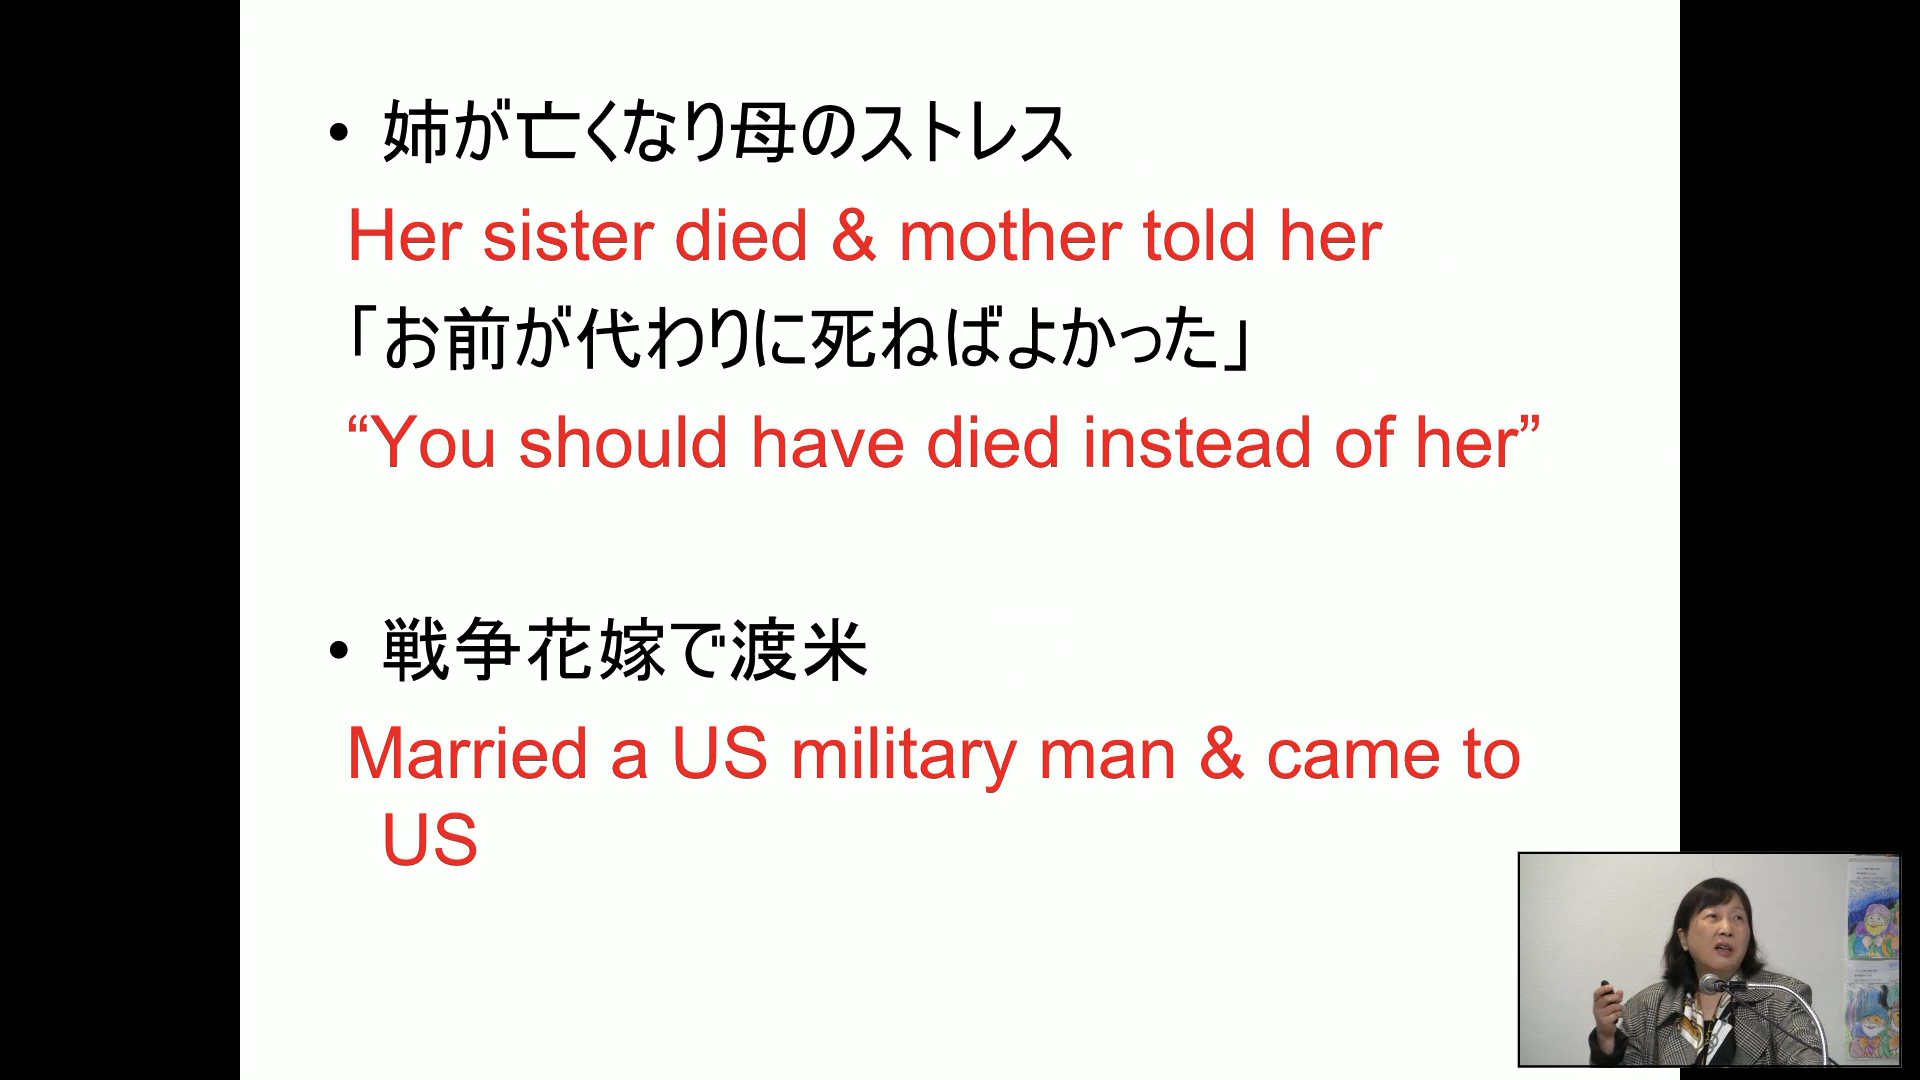 • 姉が亡くなり母のストレス
Her sister died & mother told her
「お前が代わりに死ねばよかった」
“You should have died instead of her”
• 戦争花嫁で渡米
Married a US military man & came to
US